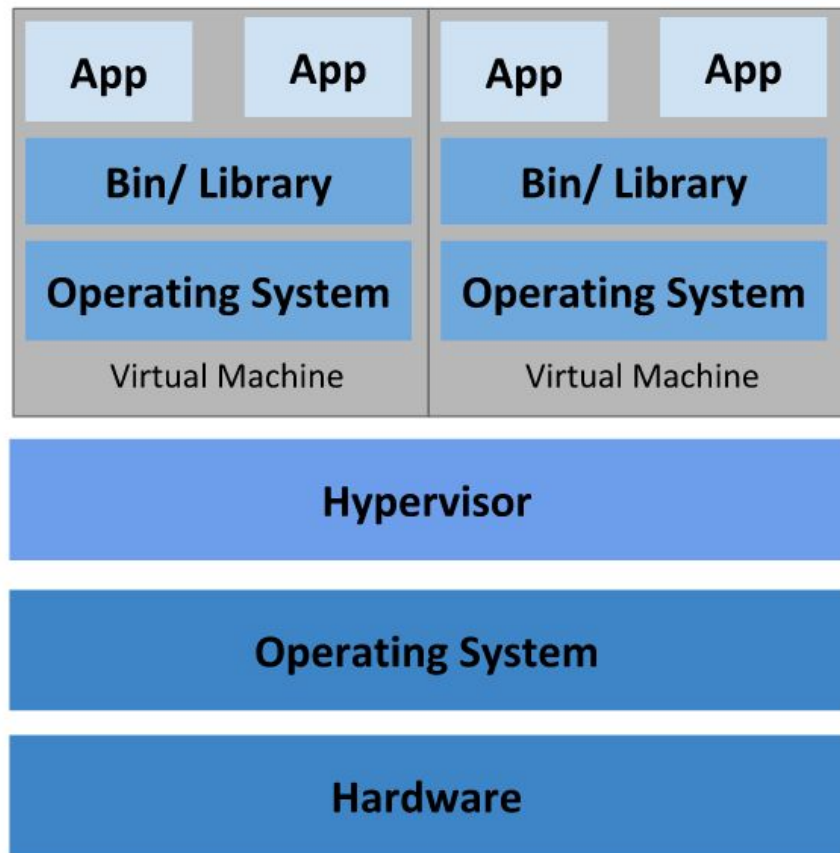 App
App
App
App
Bin/ Library
Bin/ Library
Operating System
Operating System
Virtual Machine
Virtual Machine
Hypervisor
Operating System
Hardware